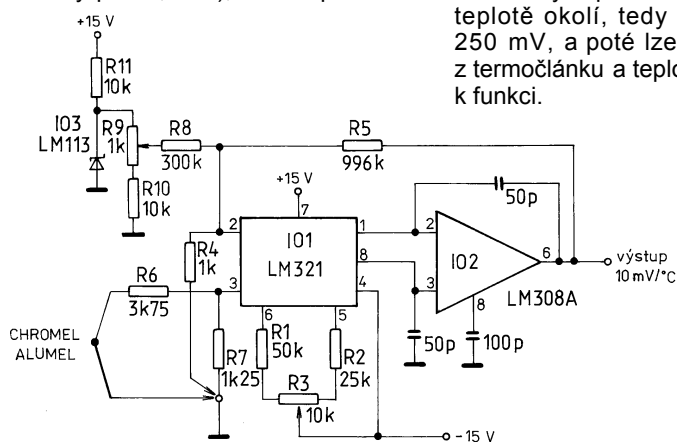 teplotě okolí, tedy
250 mV, a poté lze
z termočlánku a teplo
k funkci.
+15 V
R11
10k
IO3
LM113
R9
1k
R8
300k
R5
996k
R10
10k
+15 V
7
50p
R4
1k
2
IO1
LM321
1
8
2
IO2
6
výstup
10 mV/°C
R6
3k75
3
4
3
8
LM308A
CHROMEL
ALUMEL
6
5
R1
50k
R2
25k
50p
100p
R7
1k25
R3
10k
-15 V